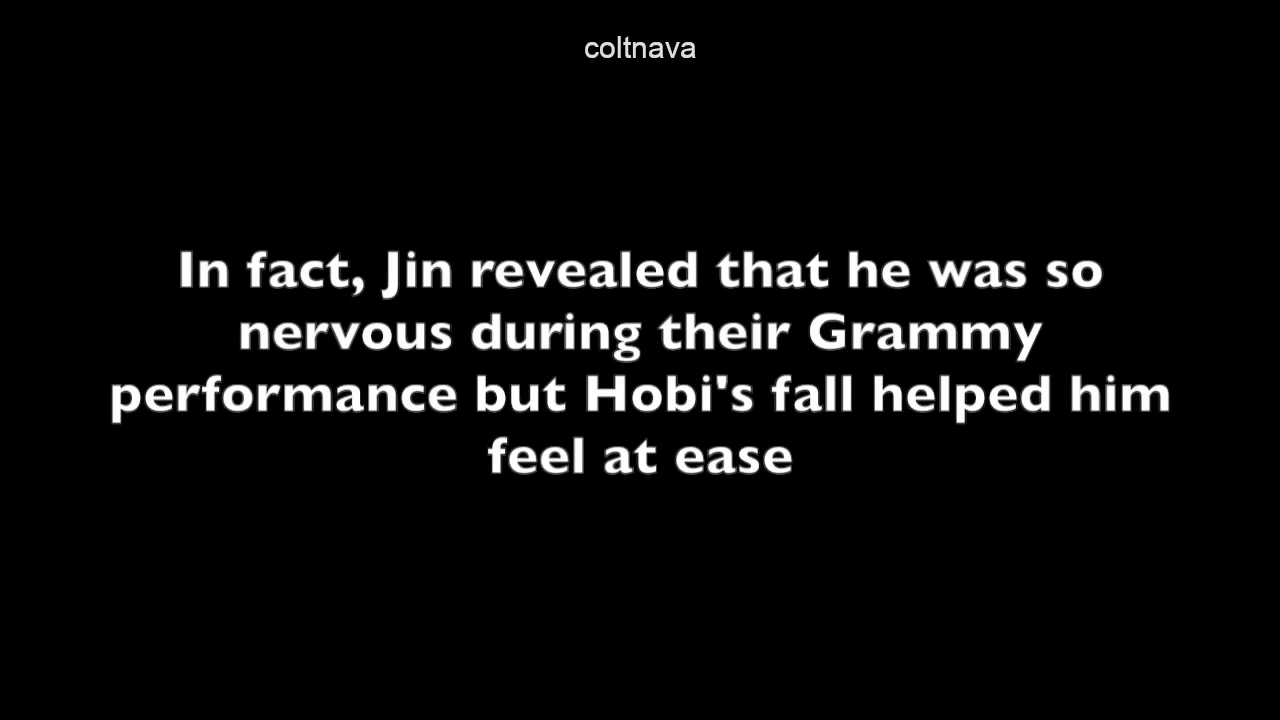 coltnava
In fact, Jin revealed that he was so
nervous during their Grammy
performance but Hobi's fall helped him
feel at ease